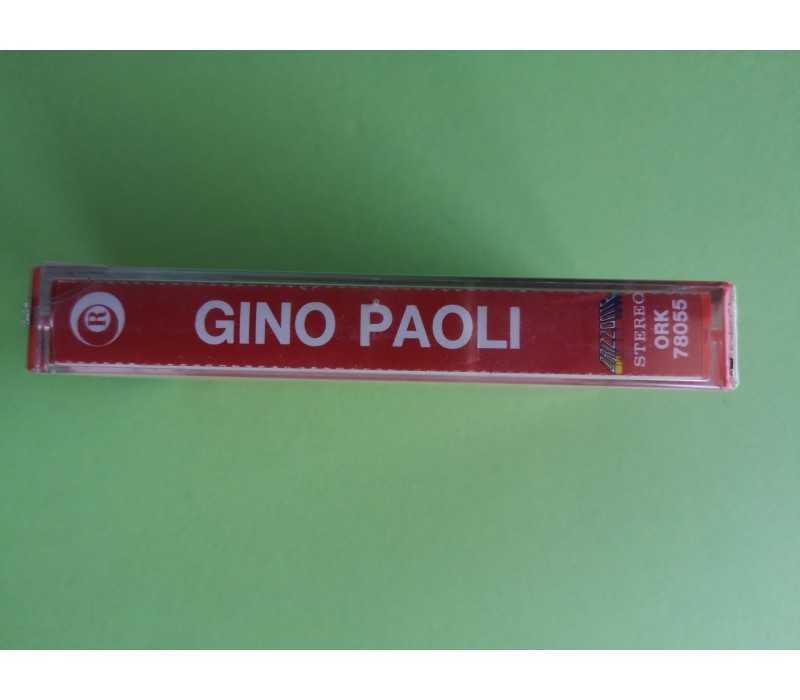 R
GINO PAOLI
STEREO
ORK
78055